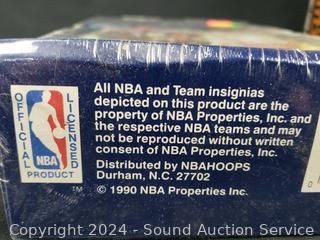 OFFICIAL
LICENSED
NBA
PRODUCT
TM
All NBA and Team insignias
depicted on this product are the
property of NBA Properties, Inc. and
the respective NBA teams and may
not be reproduced without written
consent of NBA Properties, Inc.
Distributed by NBAHOOPS
Durham, N.C. 27702
© 1990 NBA Properties Inc.
Copyright 2024 - Sound Auction Service